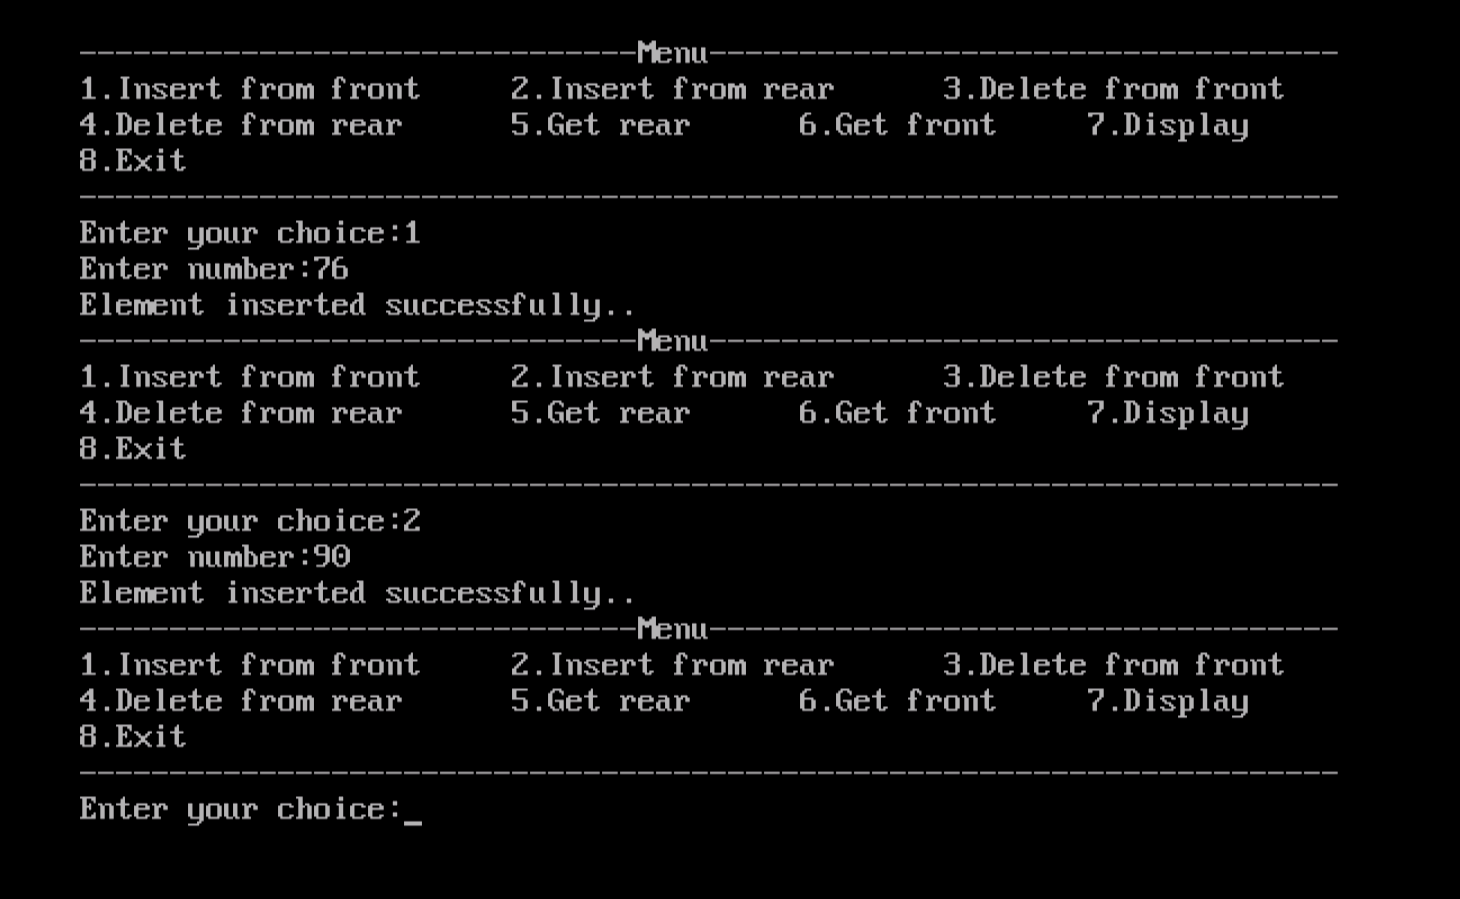 -------------------------------Menu-----------------------------------
1.Insert from front     2.Insert from rear      3.Delete from front
4.Delete from rear      5.Get rear      6.Get front     7.Display
8.Exit
----------------------------------------------------------------------
Enter your choice:1
Enter number:76
Element inserted successfully..
-------------------------------Menu-----------------------------------
1.Insert from front     2.Insert from rear      3.Delete from front
4.Delete from rear      5.Get rear      6.Get front     7.Display
8.Exit
----------------------------------------------------------------------
Enter your choice:2
Enter number:90
Element inserted successfully..
-------------------------------Menu-----------------------------------
1.Insert from front     2.Insert from rear      3.Delete from front
4.Delete from rear      5.Get rear      6.Get front     7.Display
8.Exit
----------------------------------------------------------------------
Enter your choice:_